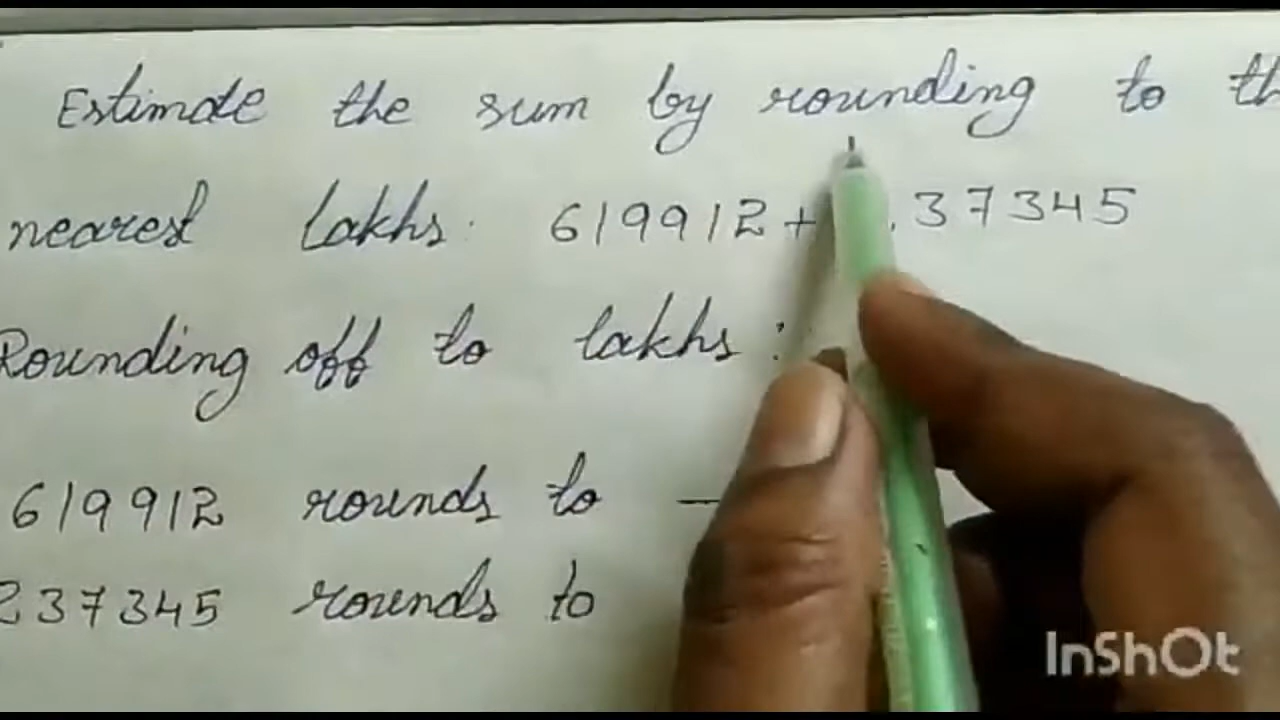 Estimate the sum by rounding to th
nearest lakhs: 619912+ 37345
Rounding off to lakhs:
619912 rounds to —
237345 rounds to
InShOt